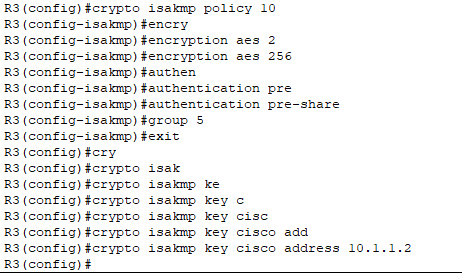 R3(config)#crypto isakmp policy 10
R3(config-isakmp)#encry
R3(config-isakmp)#encryption aes 2
R3(config-isakmp)#encryption aes 256
R3(config-isakmp)#authen
R3(config-isakmp)#authentication pre
R3(config-isakmp)#authentication pre-share
R3(config-isakmp)#group 5
R3(config-isakmp)#exit
R3(config)#cry
R3(config)#crypto isak
R3(config)#crypto isakmp ke
R3(config)#crypto isakmp key c
R3(config)#crypto isakmp key cisc
R3(config)#crypto isakmp key cisco add
R3(config)#crypto isakmp key cisco address 10.1.1.2
R3(config)#